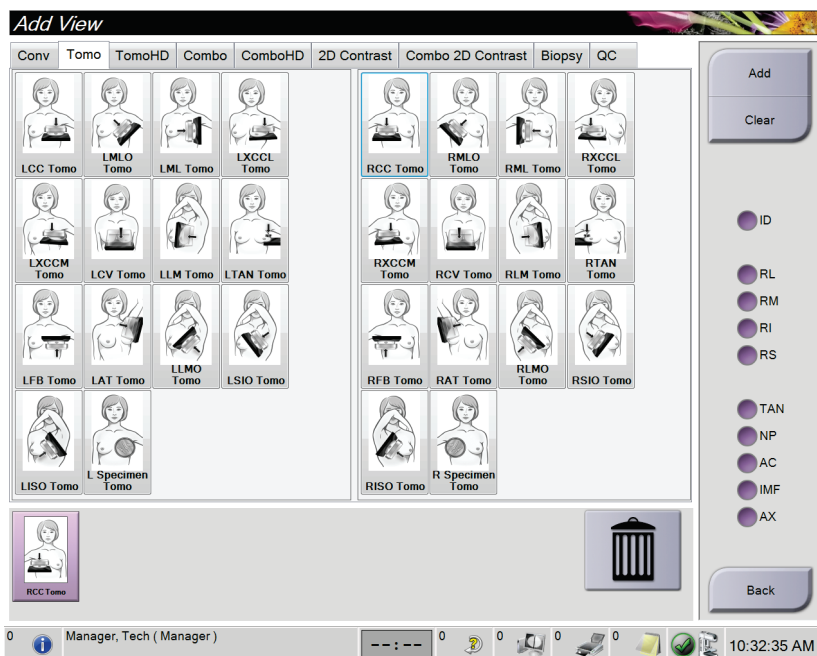 Add View
Conv Tomo TomoHD Combo ComboHD 2D Contrast Combo 2D Contrast Biopsy QC
LCC Tomo
LMLO
Tomo
LML Tomo
LXCCL
Tomo
RCC Tomo
RMLO
Tomo
RML Tomo
RXCCL
Tomo
LXCCM
Tomo
LCV Tomo
LLM Tomo
LTAN Tomo
RXCCM
Tomo
RCV Tomo
RLM Tomo
RTAN
Tomo
LFB Tomo
LAT Tomo
LLMO
Tomo
LSIO Tomo
RFB Tomo
RAT Tomo
RLMO
Tomo
RSIO Tomo
LISO Tomo
L Specimen
Tomo
RISO Tomo
R Specimen
Tomo
RCC Tomo
Add
Clear
ID
RL
RM
RI
RS
TAN
NP
AC
IMF
AX
Back
0 i Manager, Tech ( Manager ) --:-- 0 ? 0 0 0 10:32:35 AM